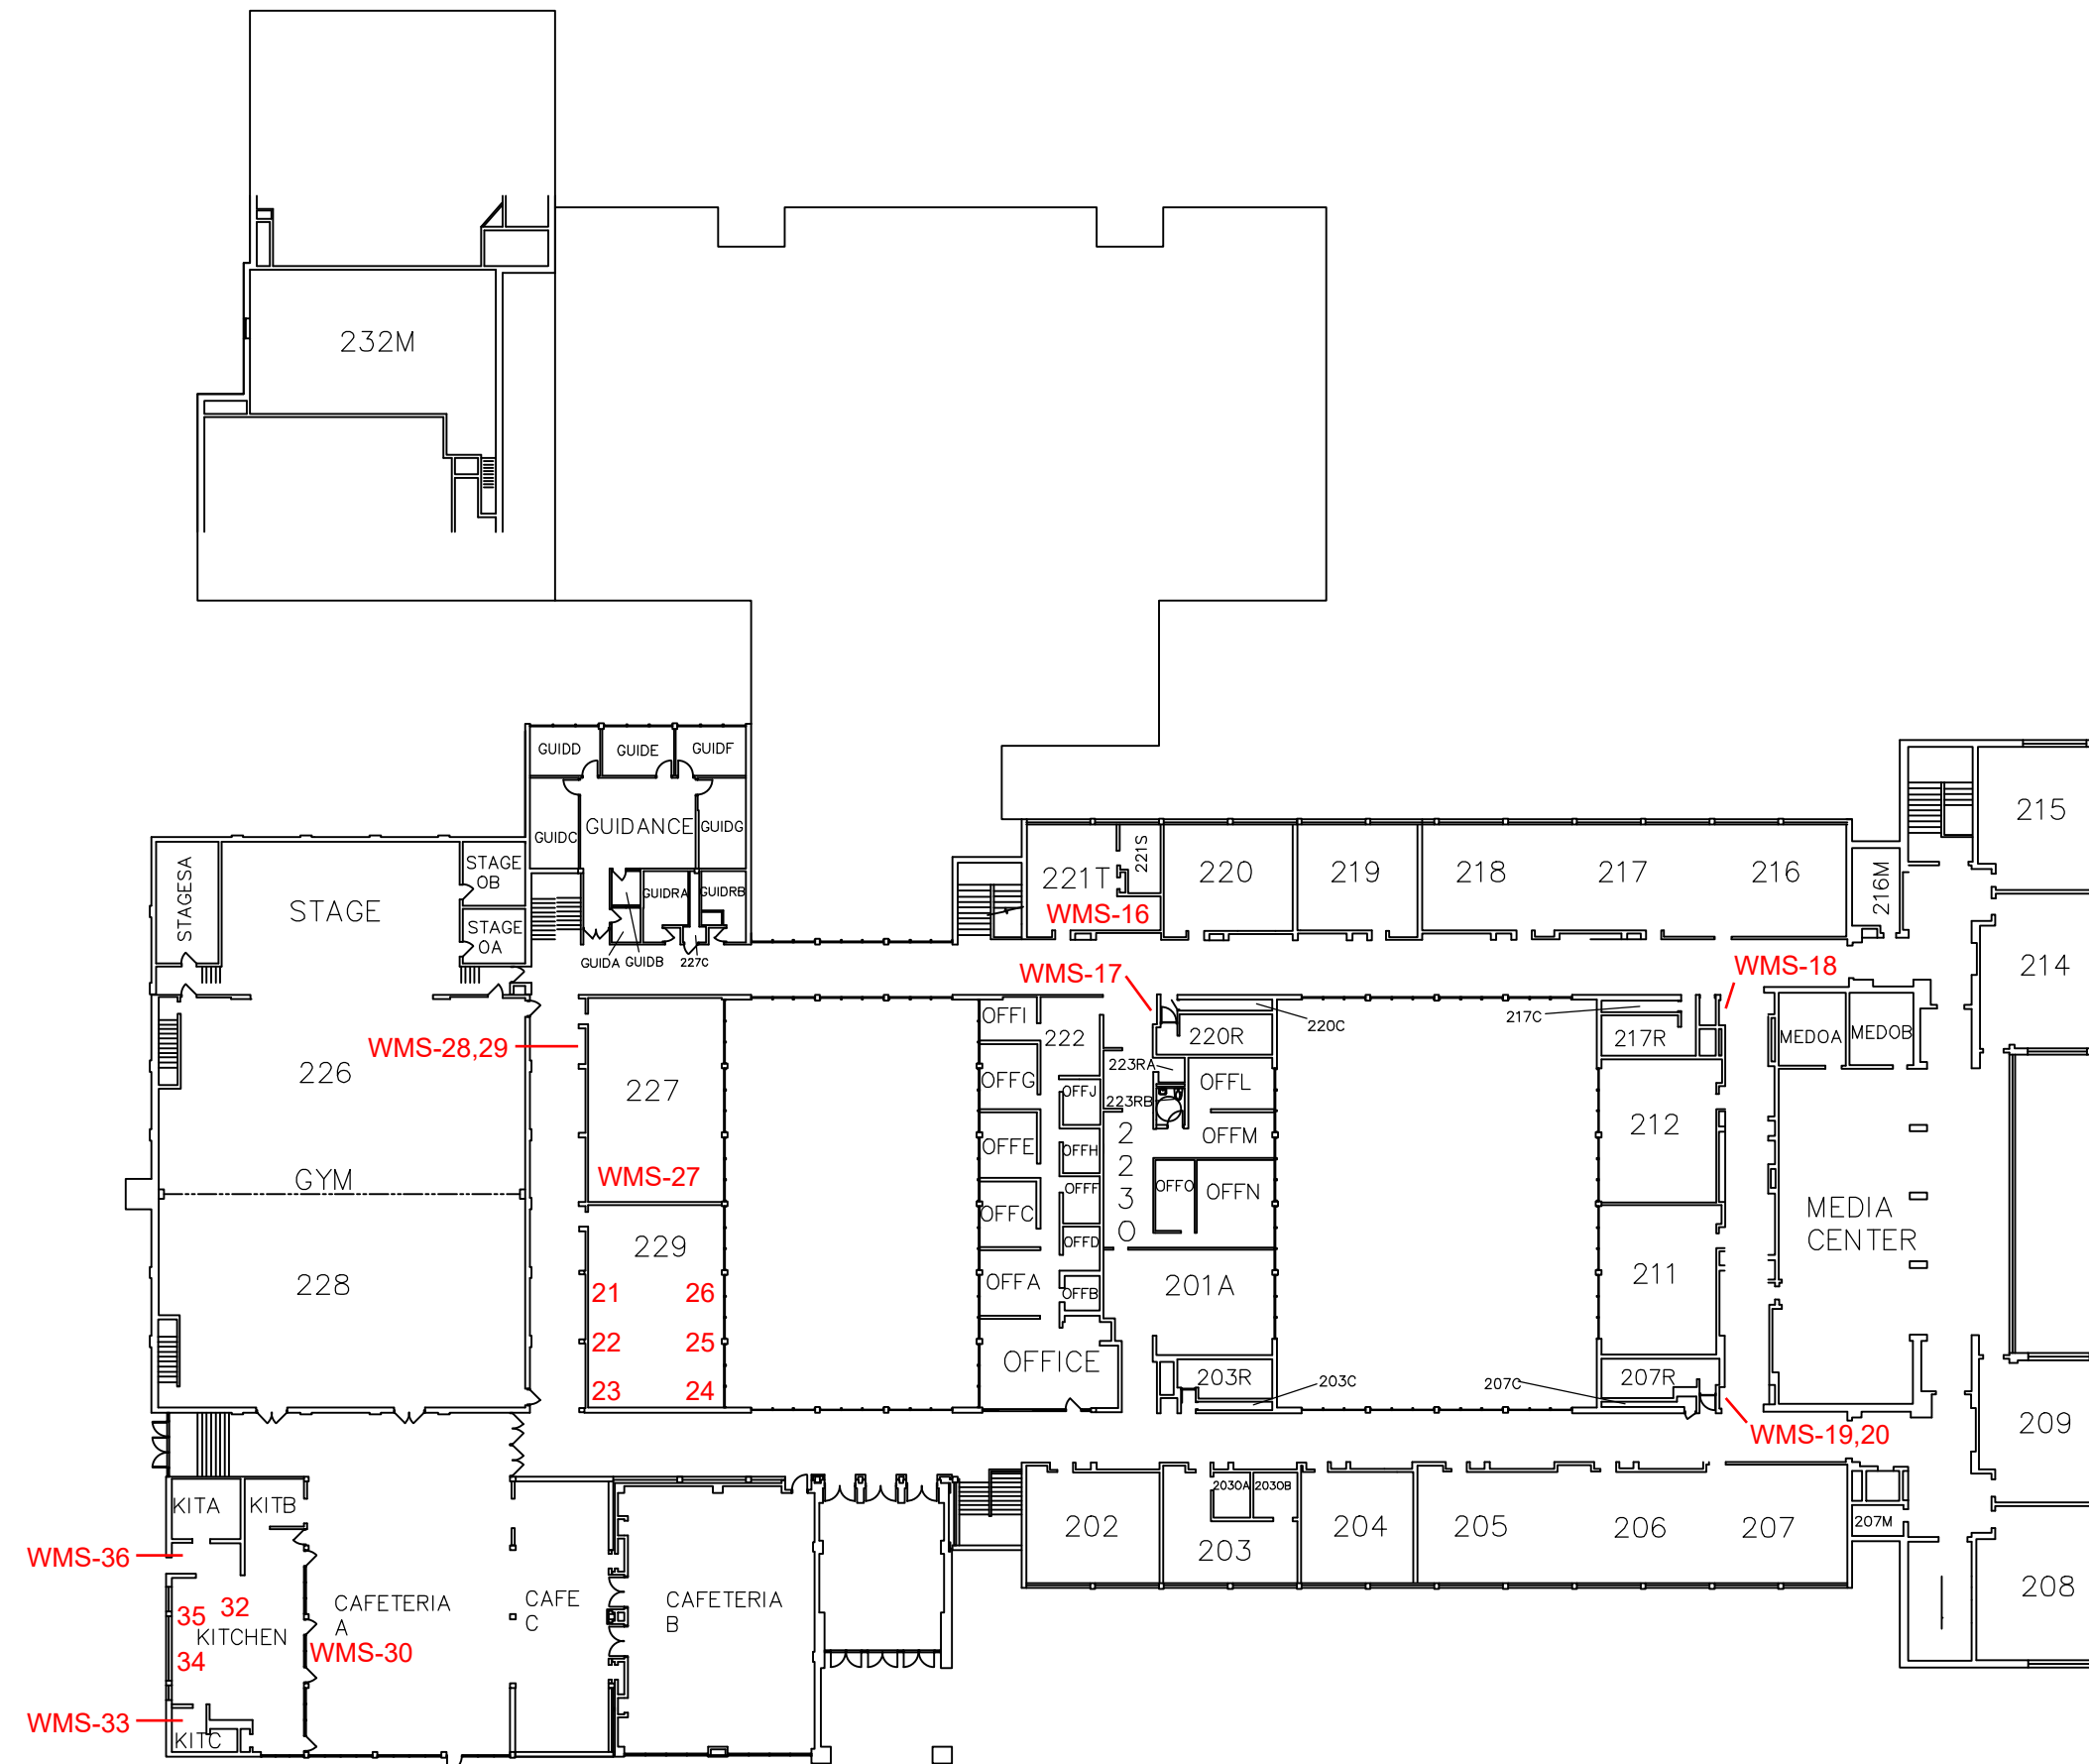 232M
GUIDD
GUIDE
GUIDF
GUIDC
GUIDANCE
GUIDG
GUIDRA
GUIDRB
GUIDA
GUIDB
227C
STAGESA
STAGE
STAGE
OB
STAGE
OA
221T
221S
220
219
218
217
216
216M
215
214
WMS-16
WMS-17
WMS-18
WMS-28,29
226
227
WMS-27
GYM
228
229
21
26
22
25
23
24
OFFI
222
OFFG
OFFJ
OFFE
OFFH
OFFF
OFFC
OFFD
OFFA
OFFB
OFFICE
220R
220C
223RA
223RB
OFFL
OFFM
2
2
3
0
OFFO
OFFN
201A
203R
203C
217C
217R
212
211
207R
207C
MEDOA
MEDOB
MEDIA
CENTER
WMS-19,20
209
208
KITA
KITB
WMS-36
35
32
KITCHEN
34
WMS-30
WMS-33
KITC
CAFETERIA
A
CAFE
C
CAFETERIA
B
202
203OA
203OB
203
204
205
206
207
207M